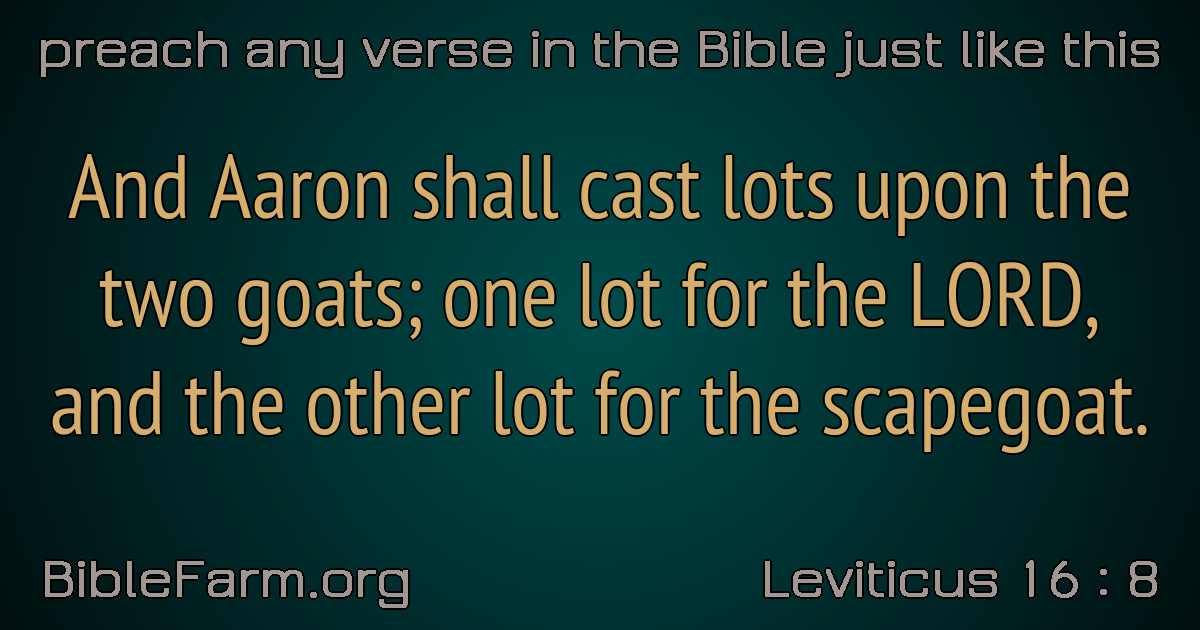 preach any verse in the Bible just like this
And Aaron shall cast lots upon the
two goats; one lot for the LORD,
and the other lot for the scapegoat.
BibleFarm.org
Leviticus 16 : 8